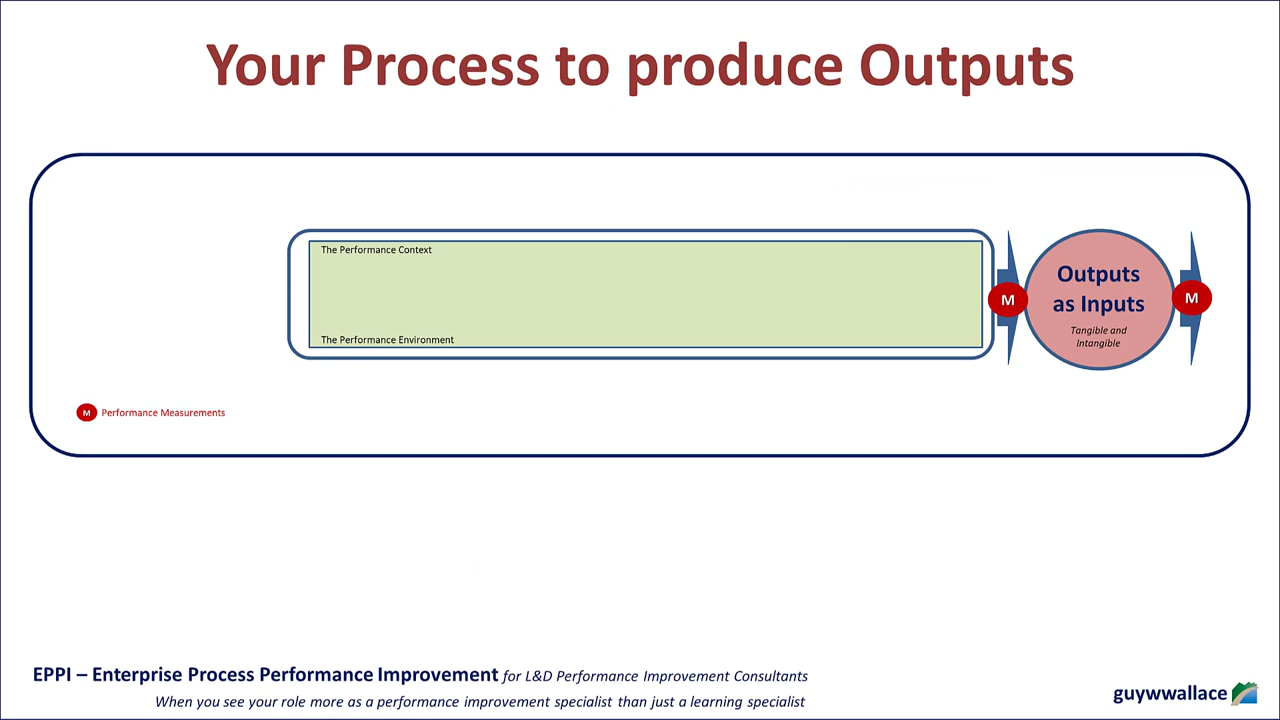 Your Process to produce Outputs
The Performance Context
The Performance Environment
M
Outputs
as Inputs
Tangible and
Intangible
M
M Performance Measurements
EPPI – Enterprise Process Performance Improvement for L&D Performance Improvement Consultants
When you see your role more as a performance improvement specialist than just a learning specialist
guywwallace